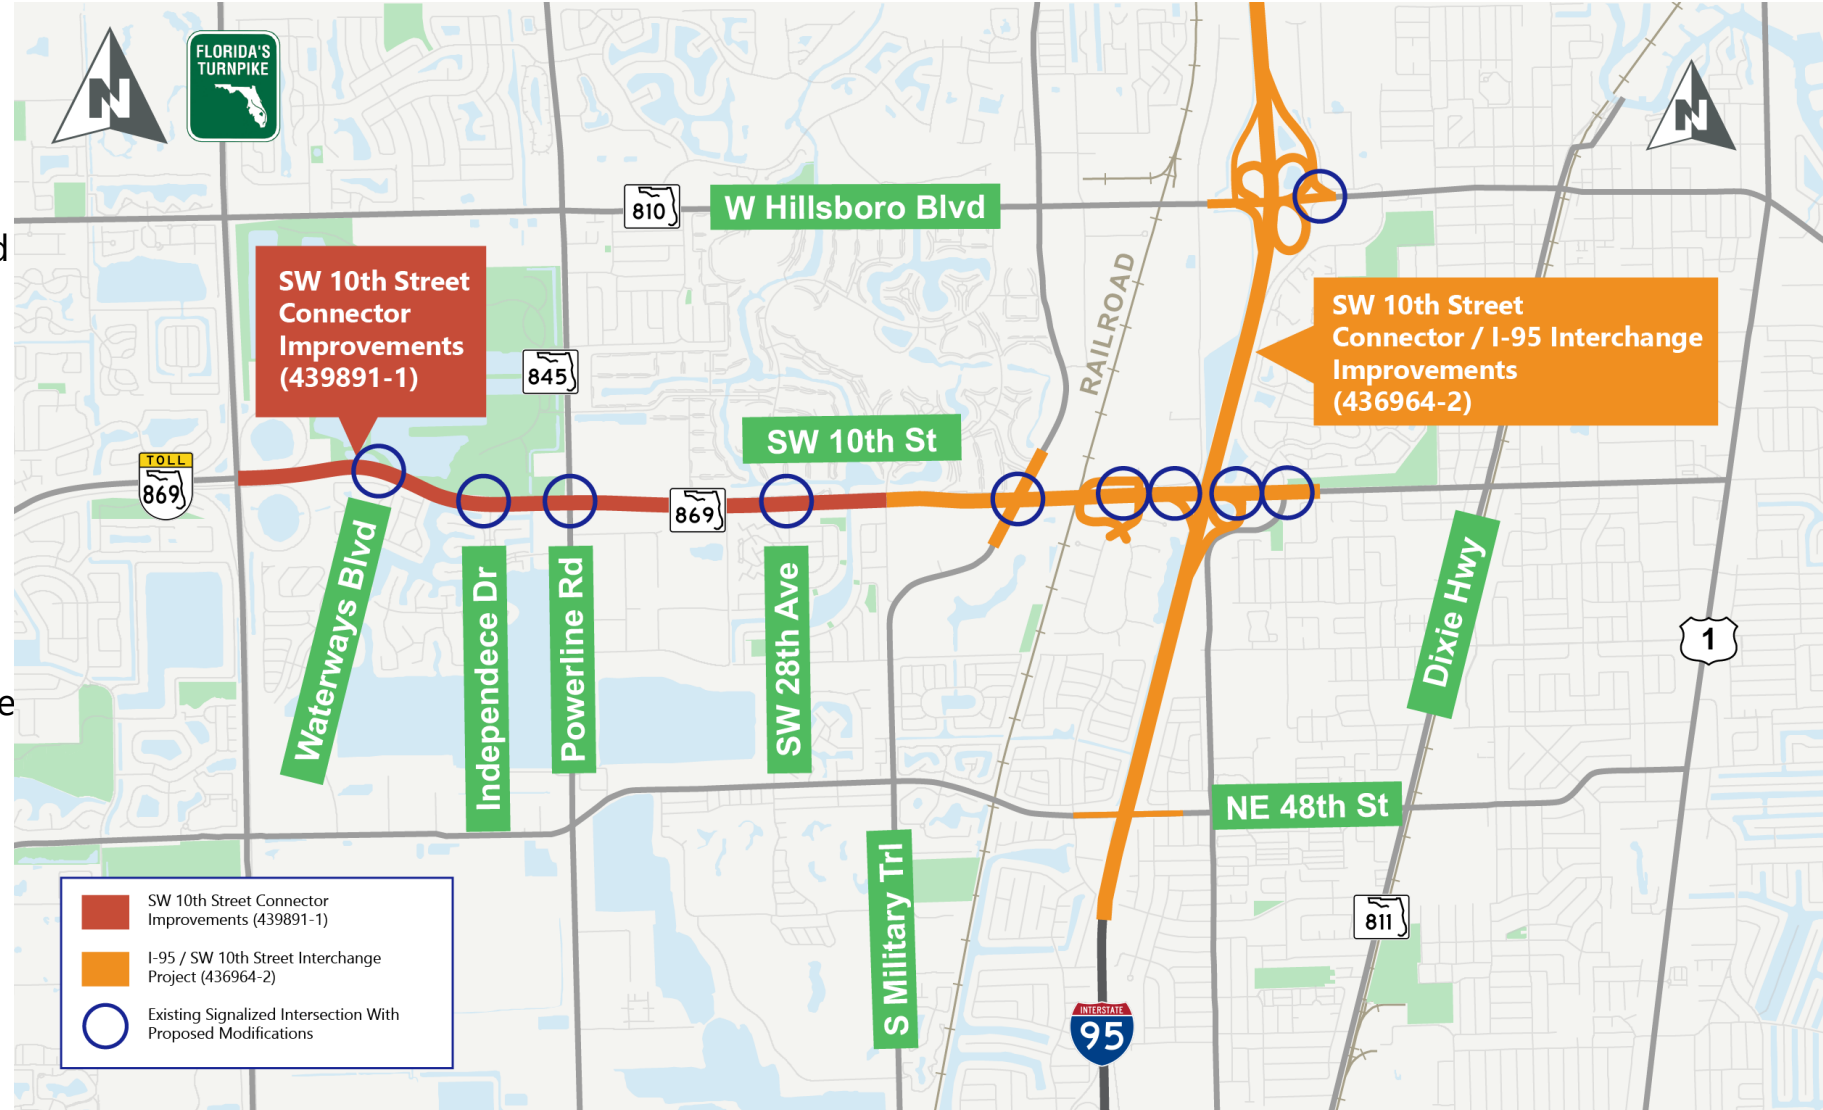 N
FLORIDA'S
TURNPIKE
N
810
W Hillsboro Blvd
d
SW 10th Street
Connector
Improvements
(439891-1)
RAILROAD
SW 10th Street
Connector / I-95 Interchange
Improvements
(436964-2)
845
SW 10th St
TOLL
869
869
Waterways Blvd
Independece Dr
Powerline Rd
SW 28th Ave
Dixie Hwy
1
e
NE 48th St
S Military Trl
811
SW 10th Street Connector
Improvements (439891-1)
I-95 / SW 10th Street Interchange
Project (436964-2)
Existing Signalized Intersection With
Proposed Modifications
INTERSTATE
95